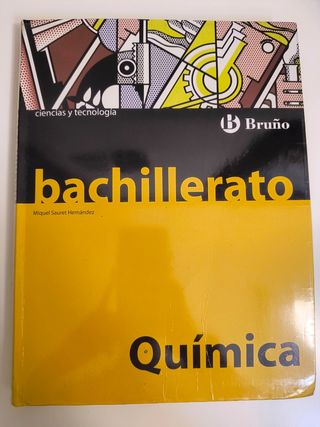 ciencias y tecnología
B Bruño
bachillerato
Miquel Sauret Hernández
Química